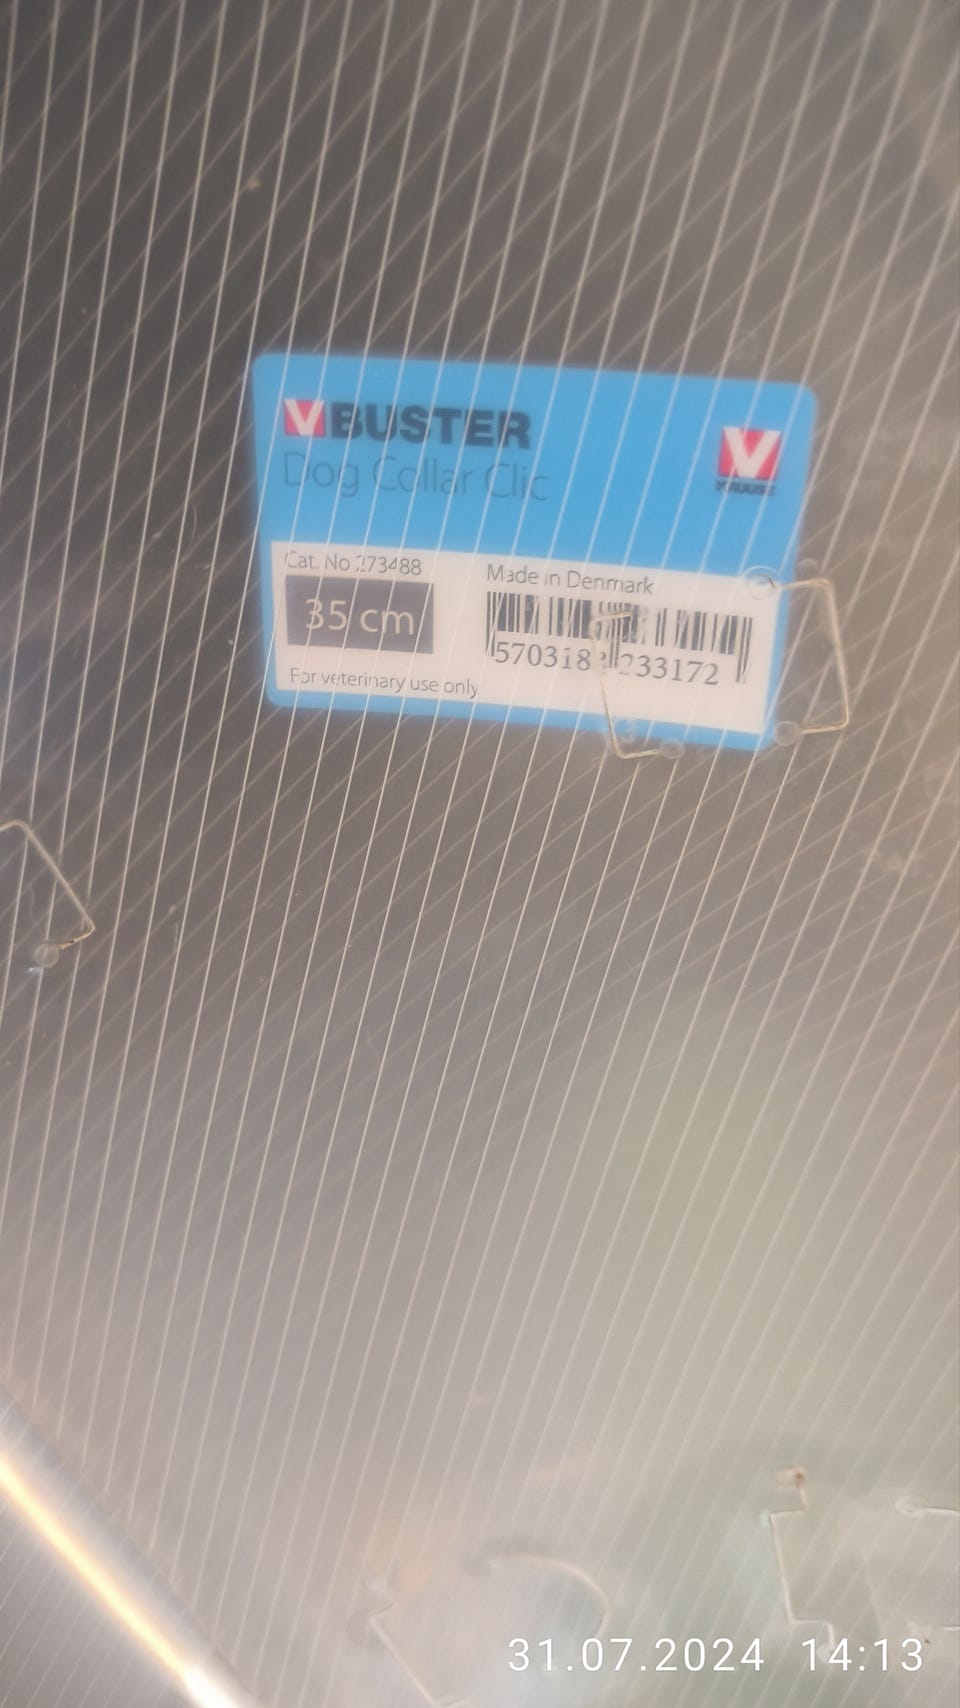 BUSTER
Dog Collar Clic
KRUUSE
Cat. No 273488
35 cm
For veterinary use only
Made in Denmark
31.07.2024 14:13